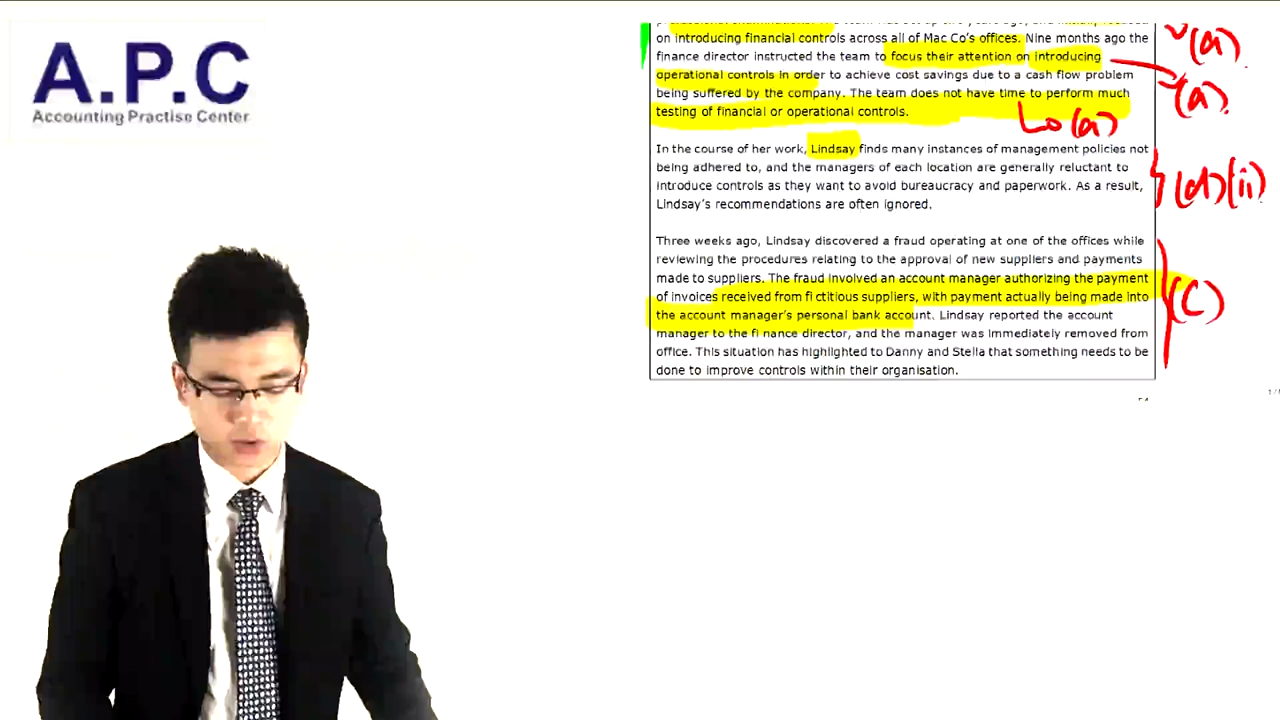 A.P.C
Accounting Practise Center
on introducing financial controls across all of Mac Co's offices. Nine months ago the
finance director instructed the team to focus their attention on introducing
operational controls in order to achieve cost savings due to a cash flow problem
being suffered by the company. The team does not have time to perform much
testing of financial or operational controls.
(a)
(a)
(a)
In the course of her work, Lindsay finds many instances of management policies not
being adhered to, and the managers of each location are generally reluctant to
introduce controls as they want to avoid bureaucracy and paperwork. As a result,
Lindsay's recommendations are often ignored.
(d)(ii)
Three weeks ago, Lindsay discovered a fraud operating at one of the offices while
reviewing the procedures relating to the approval of new suppliers and payments
made to suppliers. The fraud involved an account manager authorizing the payment
of invoices received from fi ctitious suppliers, with payment actually being made into
the account manager's personal bank account. Lindsay reported the account
manager to the fi nance director, and the manager was immediately removed from
office. This situation has highlighted to Danny and Stella that something needs to be
done to improve controls within their organisation.
(C)